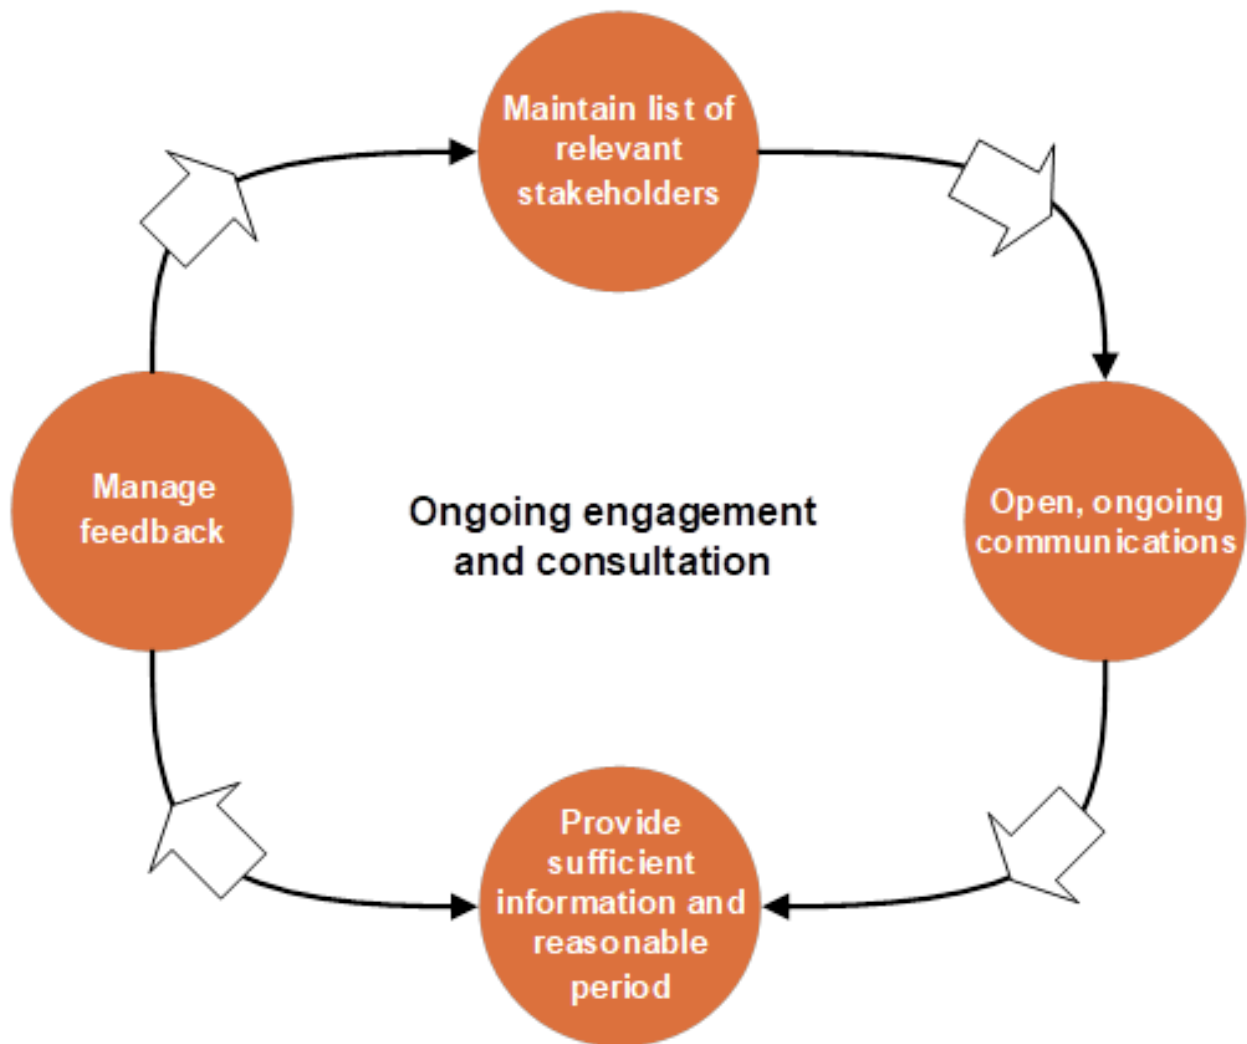 Maintain list of
relevant
stakeholders
Open, ongoing
communications
Provide
sufficient
information and
reasonable
period
Manage
feedback
Ongoing engagement
and consultation